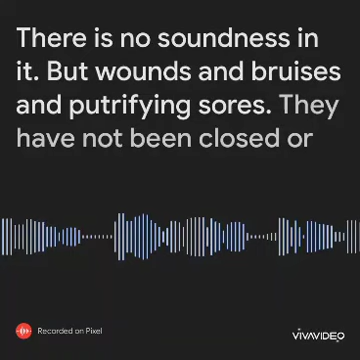 There is no soundness in
it. But wounds and bruises
and putrifying sores. They
have not been closed or
Recorded on Pixel
VIVAVIDEO